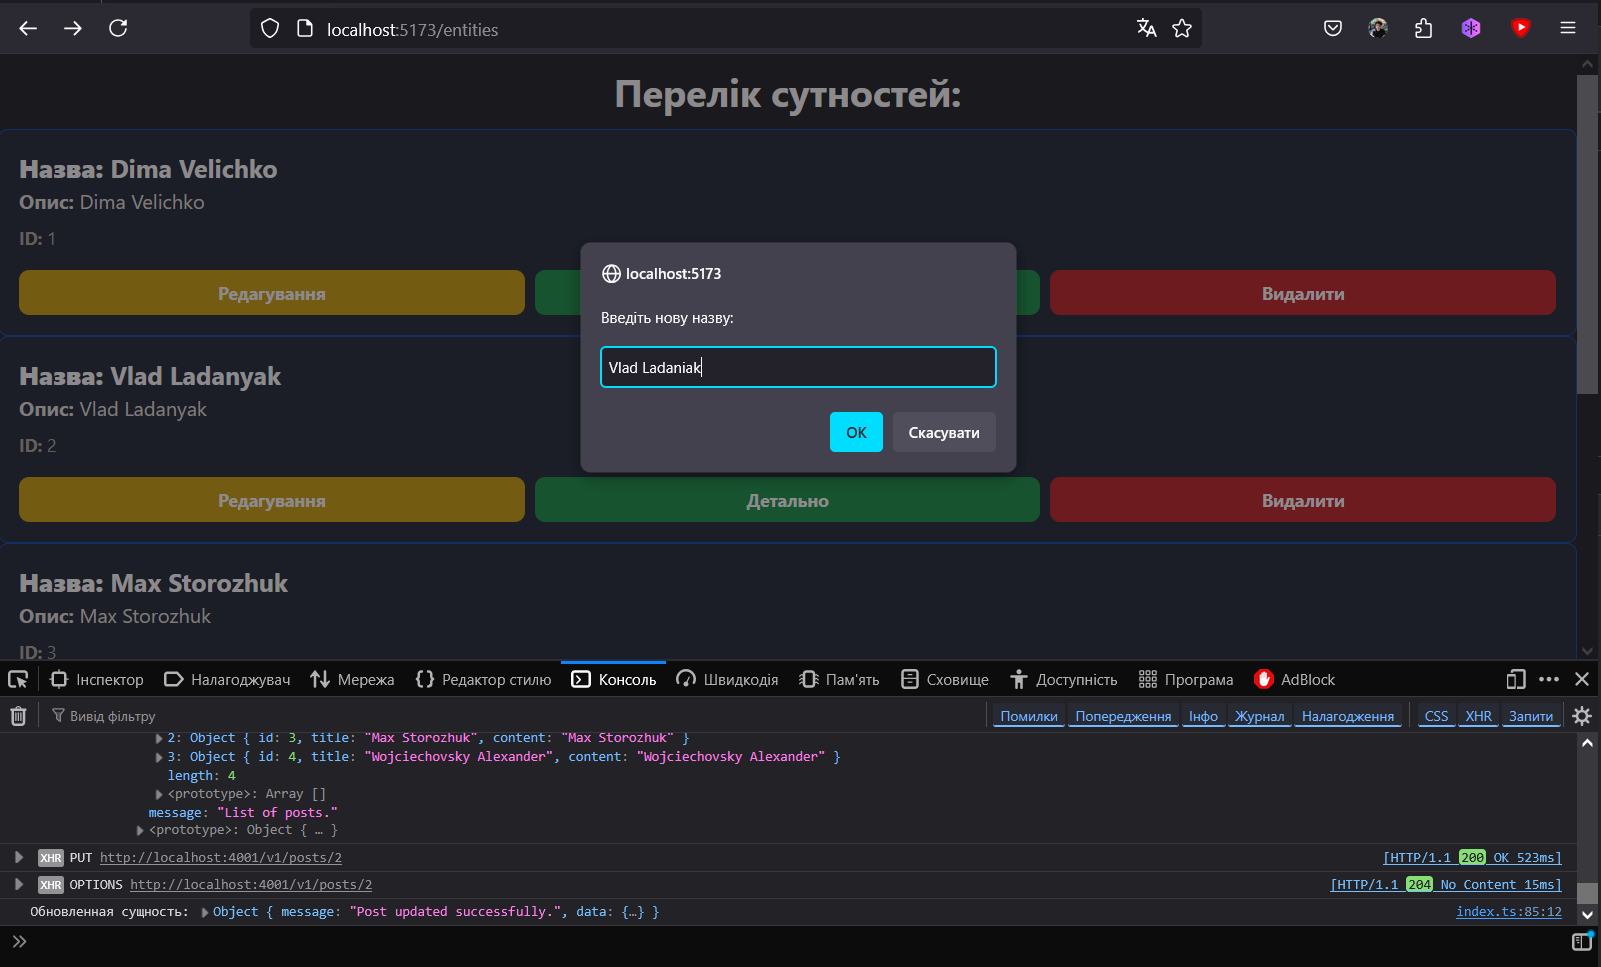 localhost:5173/entities
Перелік сутностей:
Назва: Dima Velichko
Опис: Dima Velichko
ID: 1
Редагування
Видалити
localhost:5173
Введіть нову назву:
Vlad Ladaniak
OK
Скасувати
Назва: Vlad Ladanyak
Опис: Vlad Ladanyak
ID: 2
Редагування
Детально
Видалити
Назва: Max Storozhuk
Опис: Max Storozhuk
ID: 3
Інспектор
Налагоджувач
Мережа
Редактор стилю
Консоль
Швидкодія
Пам'ять
Сховище
Доступність
Програма
AdBlock
Вивід фільтру
Помилки
Попередження
Інфо
Журнал
Налагодження
CSS
XHR
Запити
2: Object { id: 3, title: "Max Storozhuk", content: "Max Storozhuk" }
3: Object { id: 4, title: "Wojciechovsky Alexander", content: "Wojciechovsky Alexander" }
length: 4
<prototype>: Array []
message: "List of posts."
<prototype>: Object { … }
XHR PUT http://localhost:4001/v1/posts/2 [HTTP/1.1 200 OK 523ms]
XHR OPTIONS http://localhost:4001/v1/posts/2 [HTTP/1.1 204 No Content 15ms]
Обновленная сущность: Object { message: "Post updated successfully.", data: {…} } index.ts:85:12